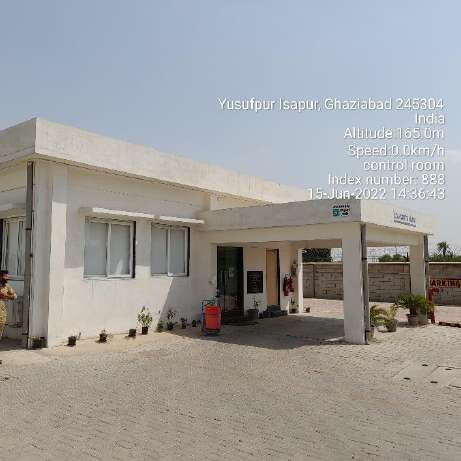 Yusufpur Isapur, Ghaziabad 245304
India
Altitude:165.0m
Speed:0.0km/h
control room
Index number: 888
15-Jun-2022 14:36:43